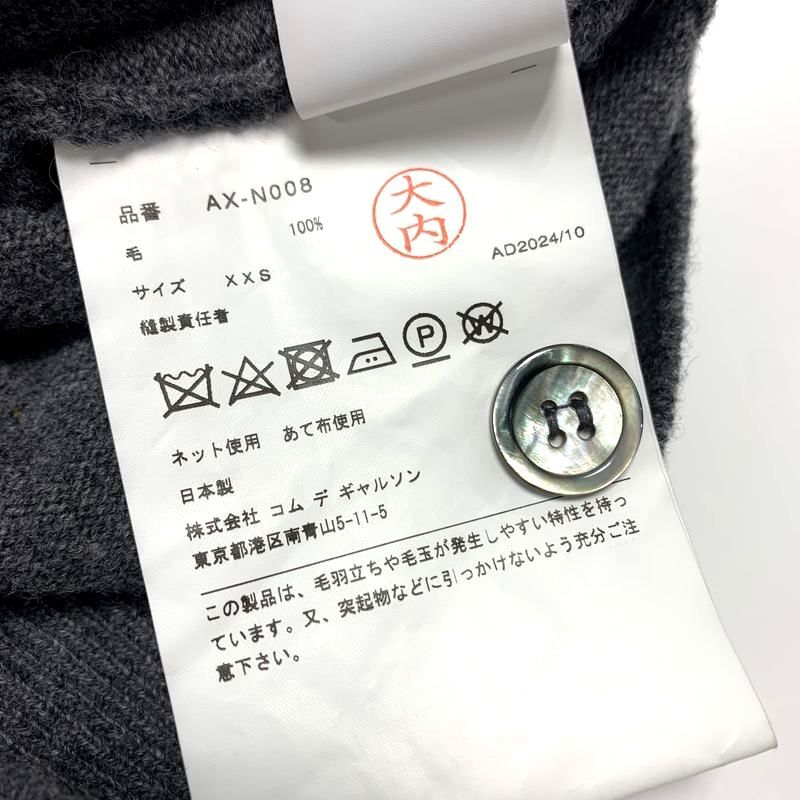 品番 AX-N008
毛 100%
大内
AD2024/10
サイズ XXS
縫製責任者
P
W
ネット使用 あて布使用
日本製
株式会社 コム デ ギャルソン
東京都港区南青山5-11-5
この製品は、毛羽立ちや毛玉が発生しやすい特性を持っ
ています。又、突起物などに引っかけないよう充分ご注
意下さい。